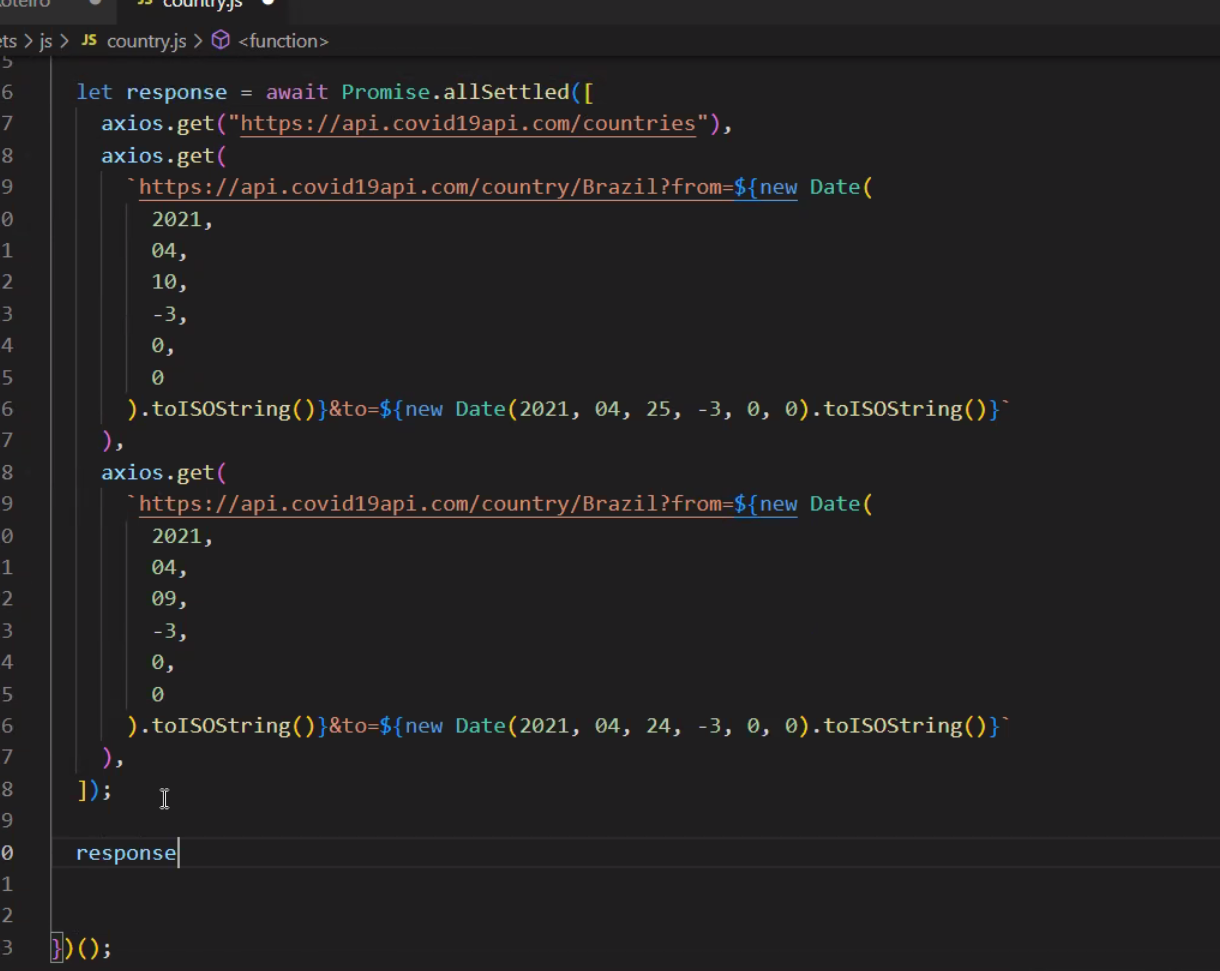 country.js
js > JS country.js > <function>
5
6 let response = await Promise.allSettled([
7 axios.get("https://api.covid19api.com/countries"),
8 axios.get(
9 `https://api.covid19api.com/country/Brazil?from=${new Date(
0 2021,
1 04,
2 10,
3 -3,
4 0,
5 0
6 ).toISOString()}&to=${new Date(2021, 04, 25, -3, 0, 0).toISOString()}`
7 ),
8 axios.get(
9 `https://api.covid19api.com/country/Brazil?from=${new Date(
0 2021,
1 04,
2 09,
3 -3,
4 0,
5 0
6 ).toISOString()}&to=${new Date(2021, 04, 24, -3, 0, 0).toISOString()}`
7 ),
8 ]);
9
0 response
1
2
3 })();